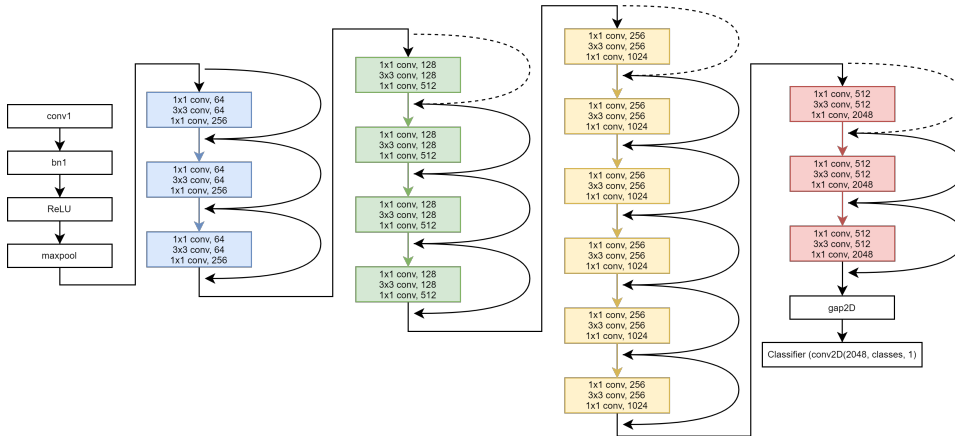 conv1
bn1
ReLU
maxpool
1x1 conv, 64
3x3 conv, 64
1x1 conv, 256
1x1 conv, 64
3x3 conv, 64
1x1 conv, 256
1x1 conv, 64
3x3 conv, 64
1x1 conv, 256
1x1 conv, 128
3x3 conv, 128
1x1 conv, 512
1x1 conv, 128
3x3 conv, 128
1x1 conv, 512
1x1 conv, 128
3x3 conv, 128
1x1 conv, 512
1x1 conv, 128
3x3 conv, 128
1x1 conv, 512
1x1 conv, 256
3x3 conv, 256
1x1 conv, 1024
1x1 conv, 256
3x3 conv, 256
1x1 conv, 1024
1x1 conv, 256
3x3 conv, 256
1x1 conv, 1024
1x1 conv, 256
3x3 conv, 256
1x1 conv, 1024
1x1 conv, 256
3x3 conv, 256
1x1 conv, 1024
1x1 conv, 256
3x3 conv, 256
1x1 conv, 1024
1x1 conv, 512
3x3 conv, 512
1x1 conv, 2048
1x1 conv, 512
3x3 conv, 512
1x1 conv, 2048
1x1 conv, 512
3x3 conv, 512
1x1 conv, 2048
gap2D
Classifier (conv2D(2048, classes, 1)